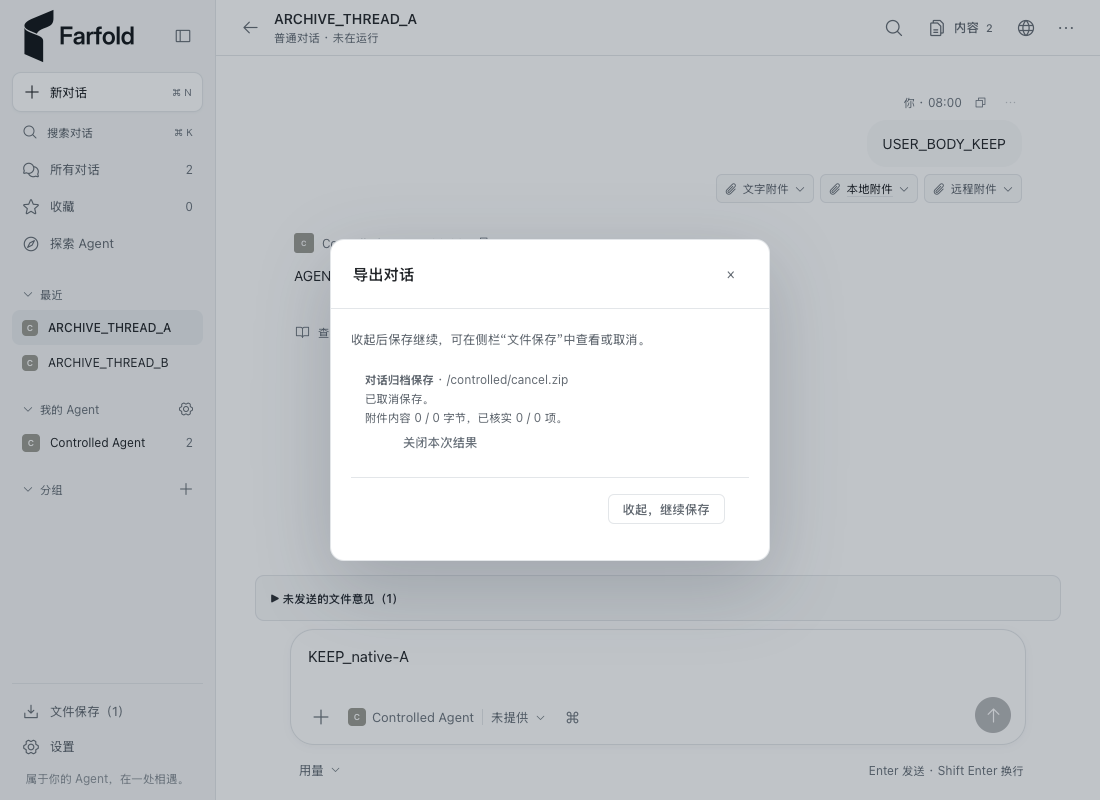 Farfold
新对话 ⌘ N
搜索对话 ⌘ K
所有对话 2
收藏 0
探索 Agent
最近
C ARCHIVE_THREAD_A
C ARCHIVE_THREAD_B
我的 Agent
C Controlled Agent 2
分组
文件保存（1）
设置
属于你的 Agent，在一处相遇。
ARCHIVE_THREAD_A
普通对话 · 未在运行
内容 2
你 · 08:00
USER_BODY_KEEP
文字附件
本地附件
远程附件
C Co
AGEN
查
导出对话
×
收起后保存继续，可在侧栏“文件保存”中查看或取消。
对话归档保存 · /controlled/cancel.zip
已取消保存。
附件内容 0 / 0 字节，已核实 0 / 0 项。
关闭本次结果
收起，继续保存
未发送的文件意见（1）
KEEP_native-A
C Controlled Agent 未提供 ⌘
用量
Enter 发送 · Shift Enter 换行